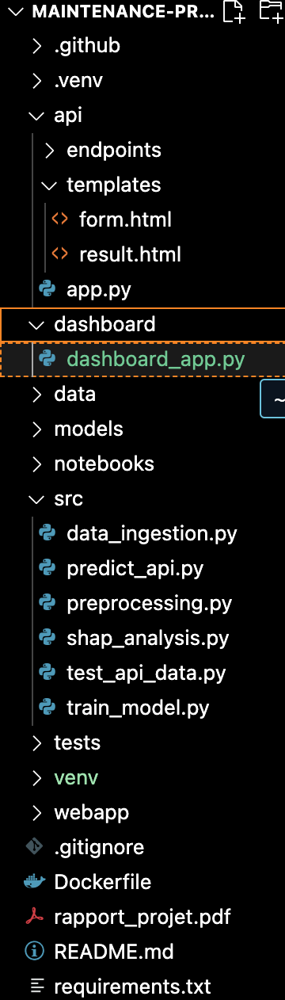 MAINTENANCE-PR...
.github
.venv
api
endpoints
templates
form.html
result.html
app.py
dashboard
dashboard_app.py
data
~
models
notebooks
src
data_ingestion.py
predict_api.py
preprocessing.py
shap_analysis.py
test_api_data.py
train_model.py
tests
venv
webapp
.gitignore
Dockerfile
rapport_projet.pdf
README.md
requirements.txt